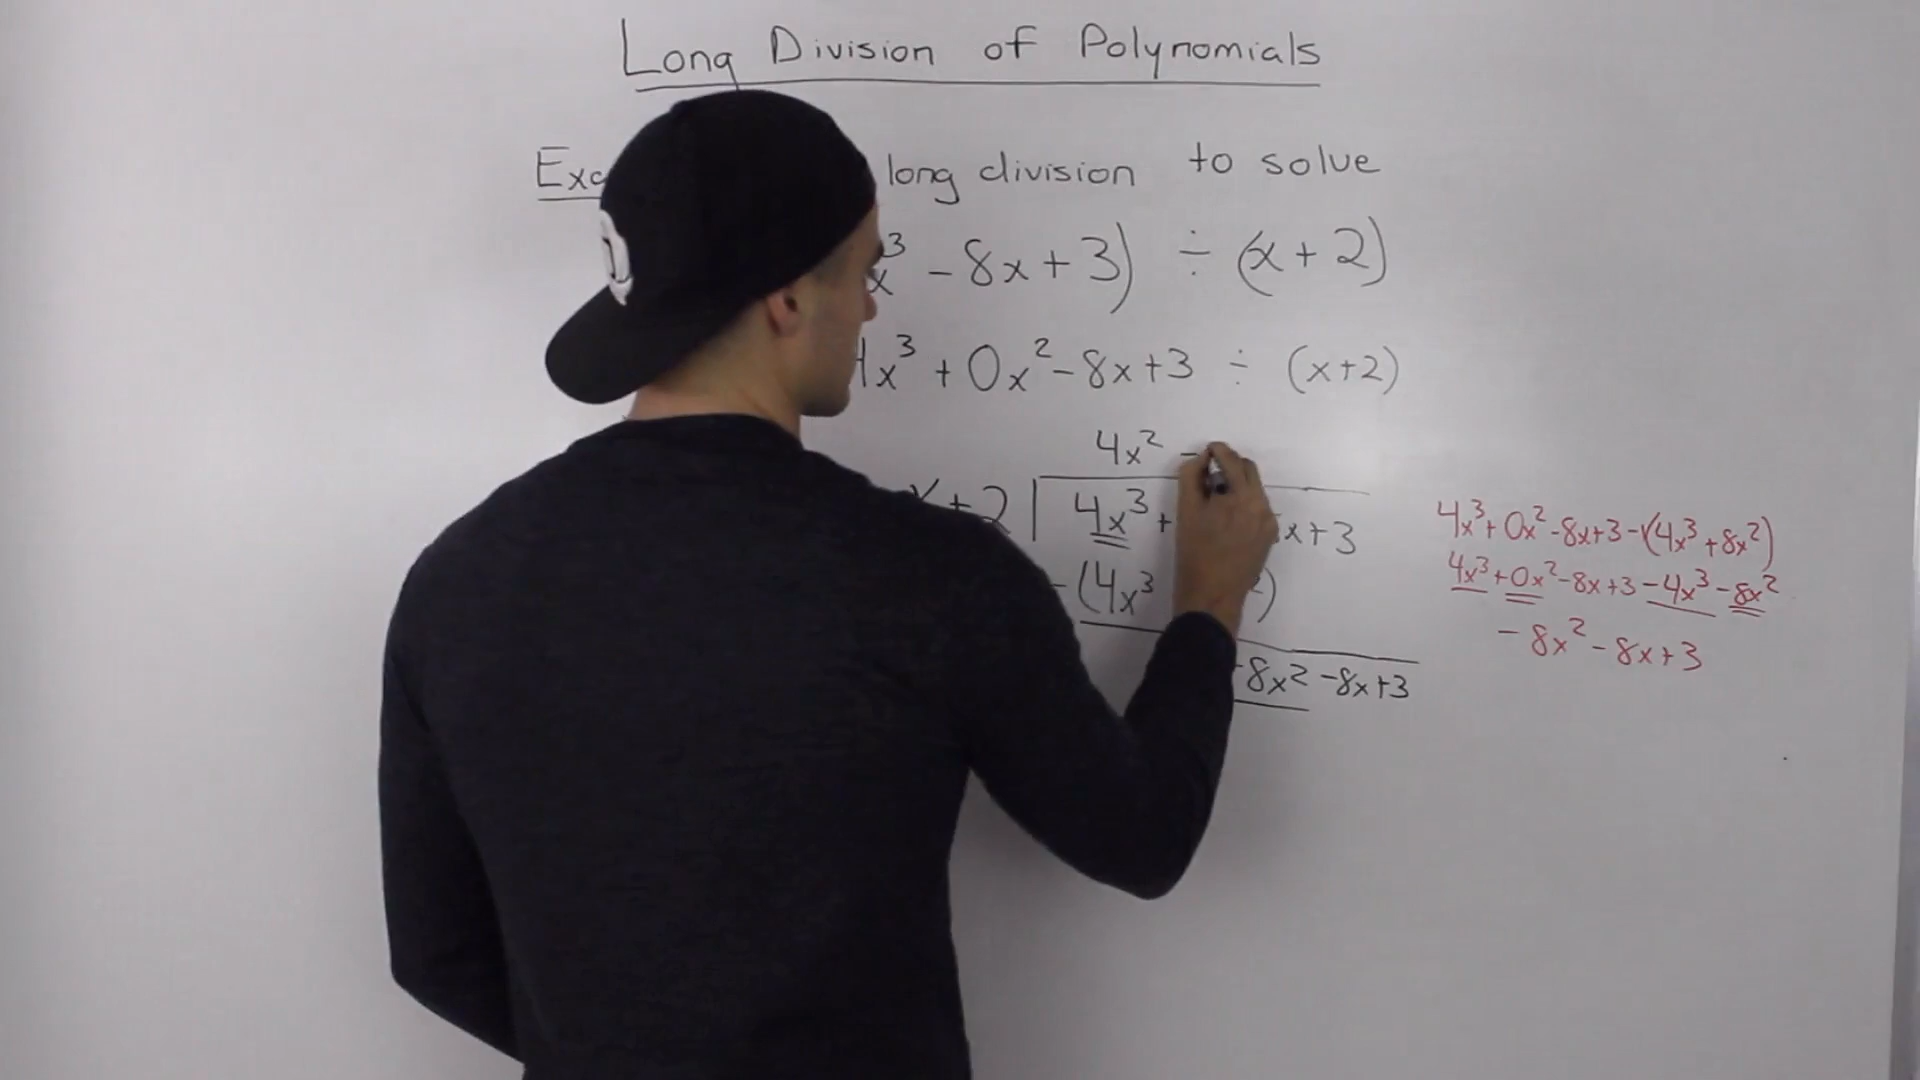 Long Division of Polynomials
long division to solve
x³ - 8x + 3) ÷ (x + 2)
4x³ + 0x² - 8x + 3 ÷ (x+2)
4x² -
x + 2 4x³ + x + 3
- (4x³ ²)
-8x² - 8x + 3
4x³ + 0x² - 8x + 3 - (4x³ + 8x²)
4x³ + 0x² - 8x + 3 - 4x³ - 8x²
- 8x² - 8x + 3